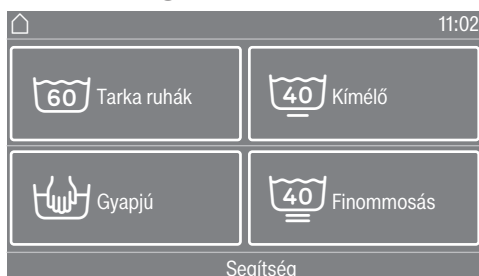 11:02
60 Tarka ruhák
40 Kímélő
Gyapjú
40 Finommosás
Segítség